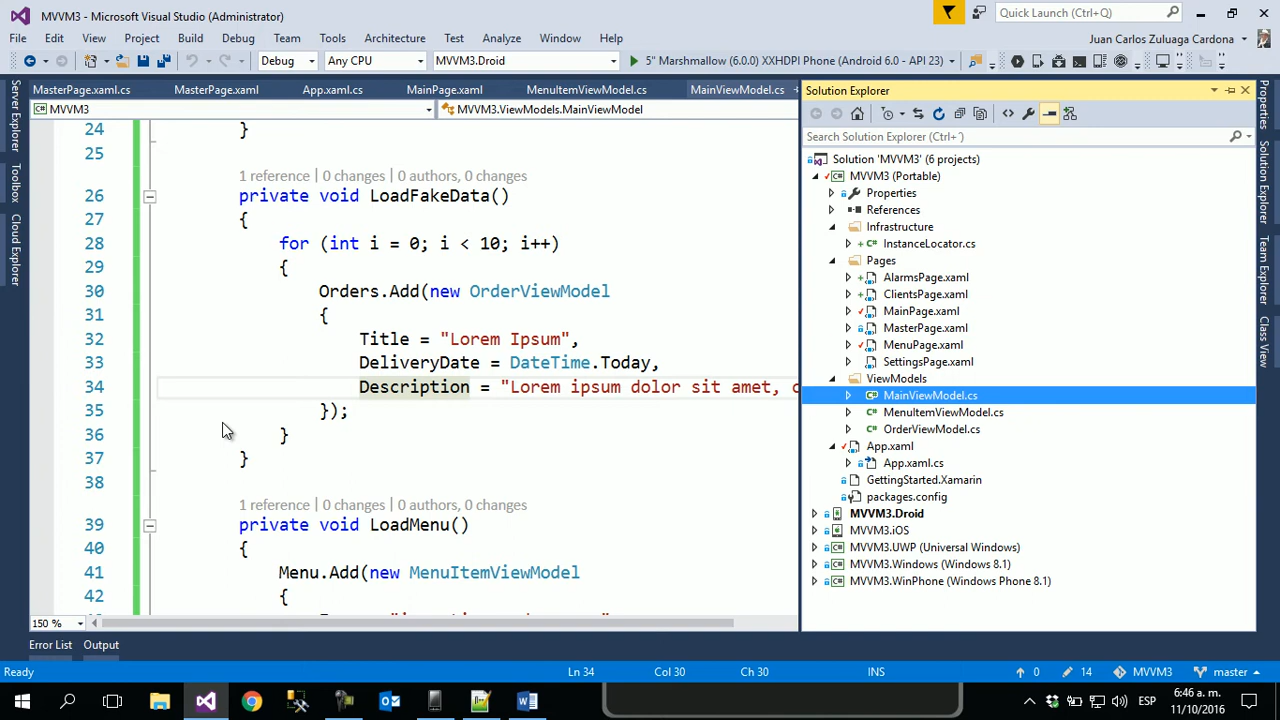 MVVM3 - Microsoft Visual Studio (Administrator)
Quick Launch (Ctrl+Q)
File Edit View Project Build Debug Team Tools Architecture Test Analyze Window Help
Juan Carlos Zuluaga Cardona
Debug Any CPU MVVM3.Droid 5" Marshmallow (6.0.0) XXHDPI Phone (Android 6.0 - API 23)
MasterPage.xaml.cs MasterPage.xaml App.xaml.cs MainPage.xaml MenuItemViewModel.cs MainViewModel.cs
MVVM3 MVVM3.ViewModels.MainViewModel
24 }
25
1 reference | 0 changes | 0 authors, 0 changes
26 private void LoadFakeData()
27 {
28 for (int i = 0; i < 10; i++)
29 {
30 Orders.Add(new OrderViewModel
31 {
32 Title = "Lorem Ipsum",
33 DeliveryDate = DateTime.Today,
34 Description = "Lorem ipsum dolor sit amet,
35 });
36 }
37 }
38
1 reference | 0 changes | 0 authors, 0 changes
39 private void LoadMenu()
40 {
41 Menu.Add(new MenuItemViewModel
42 {
150 %
Server Explorer
Toolbox
Cloud Explorer
Solution Explorer
Search Solution Explorer (Ctrl+´)
Solution 'MVVM3' (6 projects)
MVVM3 (Portable)
Properties
References
Infrastructure
InstanceLocator.cs
Pages
AlarmsPage.xaml
ClientsPage.xaml
MainPage.xaml
MasterPage.xaml
MenuPage.xaml
SettingsPage.xaml
ViewModels
MainViewModel.cs
MenuItemViewModel.cs
OrderViewModel.cs
App.xaml
App.xaml.cs
GettingStarted.Xamarin
packages.config
MVVM3.Droid
MVVM3.iOS
MVVM3.UWP (Universal Windows)
MVVM3.Windows (Windows 8.1)
MVVM3.WinPhone (Windows Phone 8.1)
Properties
Solution Explorer
Team Explorer
Class View
Error List Output
Ready Ln 34 Col 30 Ch 30 INS 0 14 MVVM3 master
ESP
6:46 a. m.
11/10/2016